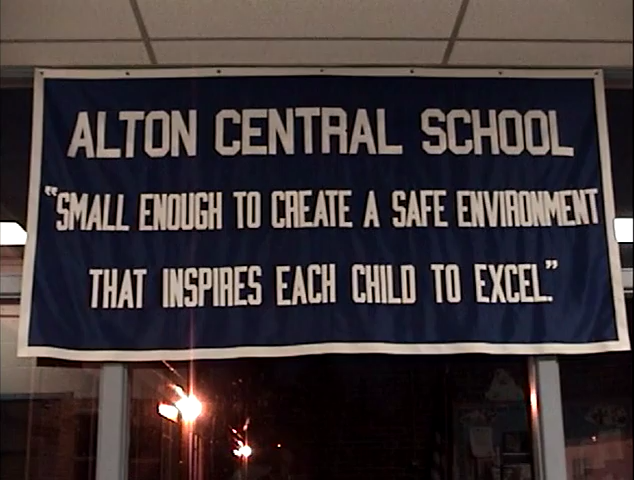 ALTON CENTRAL SCHOOL
"SMALL ENOUGH TO CREATE A SAFE ENVIRONMENT
THAT INSPIRES EACH CHILD TO EXCEL."